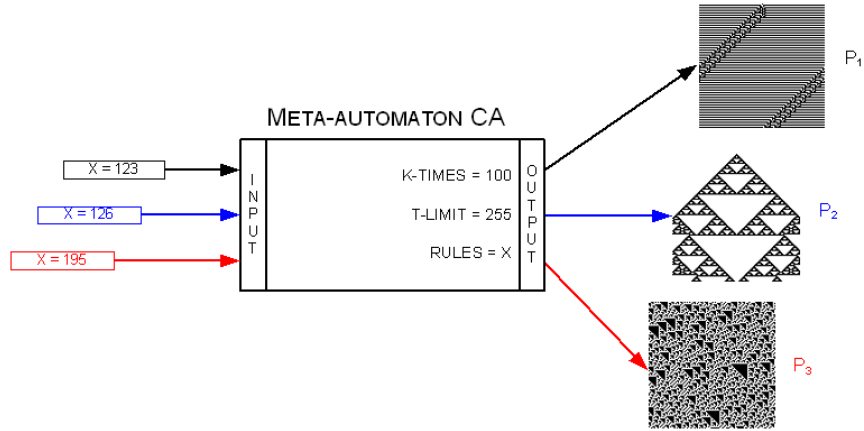 META-AUTOMATON CA
X = 123
X = 126
X = 195
INPUT
K-TIMES = 100
T-LIMIT = 255
RULES = X
OUTPUT
P₁
P₂
P₃